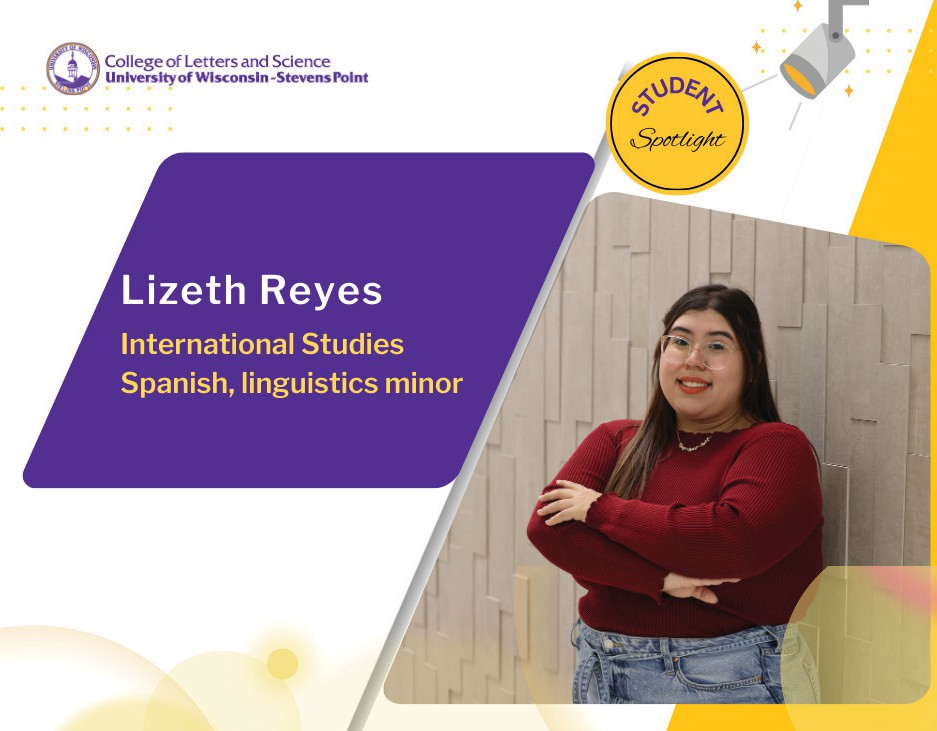 College of Letters and Science
University of Wisconsin-Stevens Point
STUDENT
Spotlight
Lizeth Reyes
International Studies
Spanish, linguistics minor